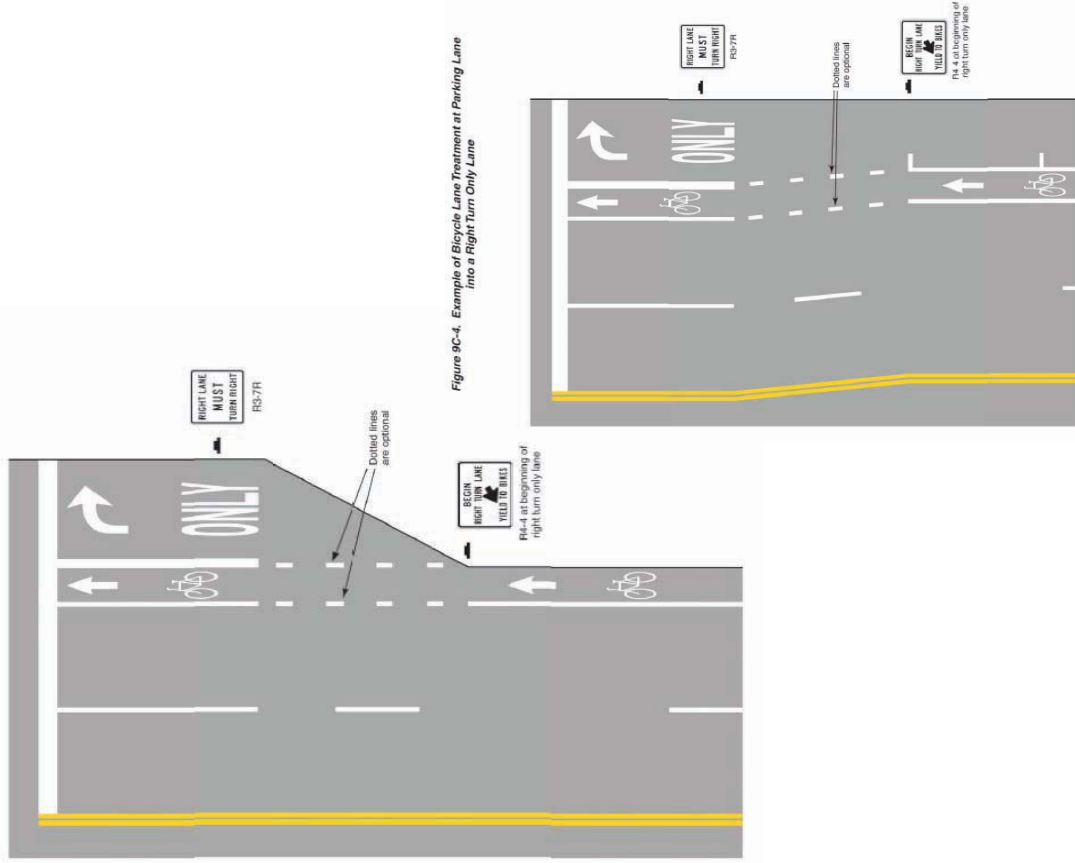 RIGHT LANE
MUST
TURN RIGHT
R3-7R
ONLY
Dotted lines
are optional
BEGIN
RIGHT TURN LANE
YIELD TO BIKES
R4-4 at beginning of
right turn only lane
Figure 9C-4. Example of Bicycle Lane Treatment at Parking Lane
into a Right Turn Only Lane
RIGHT LANE
MUST
TURN RIGHT
R3-7R
ONLY
Dotted lines
are optional
BEGIN
RIGHT TURN LANE
YIELD TO BIKES
R4-4 at beginning of
right turn only lane